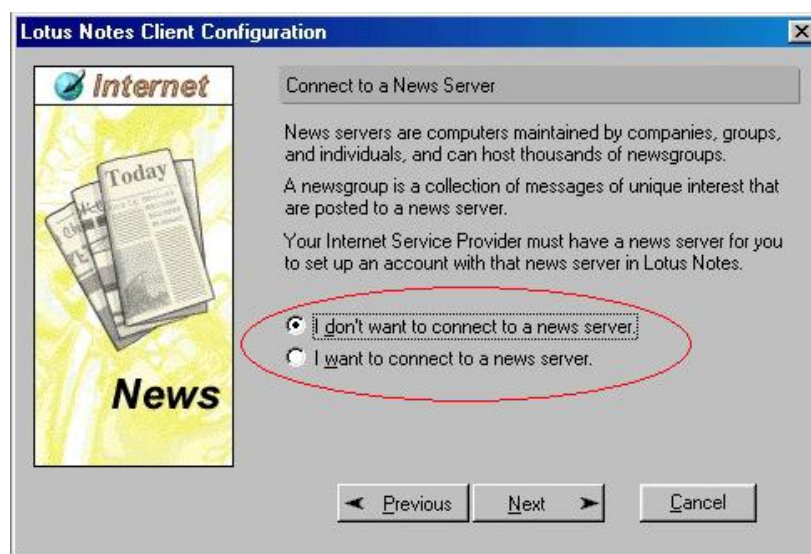 Lotus Notes Client Configuration
Internet
Today
News
Connect to a News Server
News servers are computers maintained by companies, groups,
and individuals, and can host thousands of newsgroups.
A newsgroup is a collection of messages of unique interest that
are posted to a news server.
Your Internet Service Provider must have a news server for you
to set up an account with that news server in Lotus Notes.
I don't want to connect to a news server.
I want to connect to a news server.
Previous
Next
Cancel